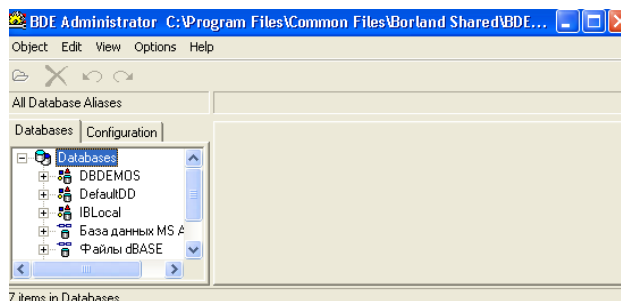 BDE Administrator C:\Program Files\Common Files\Borland Shared\BDE...
Object Edit View Options Help
All Database Aliases
Databases Configuration
Databases
DBDEMOS
DefaultDD
IBLocal
База данных MS A
Файлы dBASE
7 items in Databases.